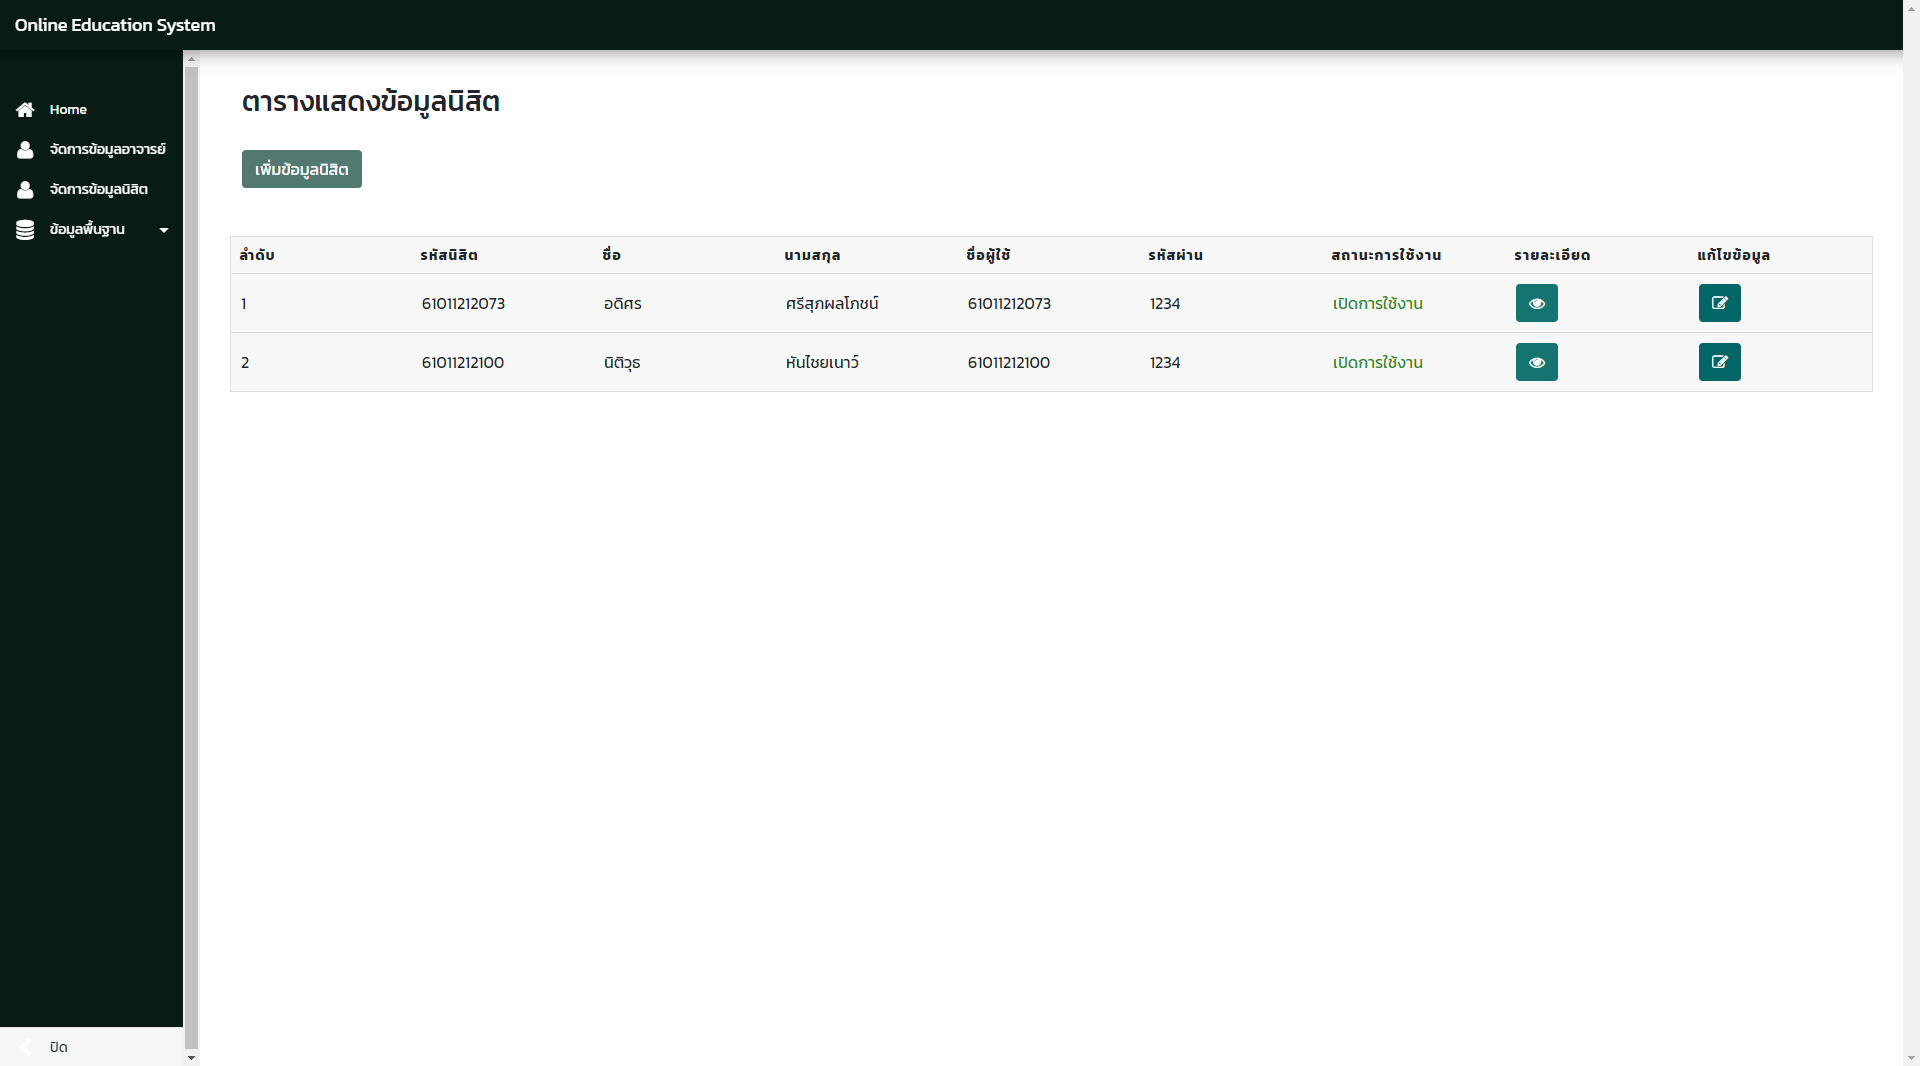 Online Education System
Home
จัดการข้อมูลอาจารย์
จัดการข้อมูลนิสิต
ข้อมูลพื้นฐาน
ปิด
ตารางแสดงข้อมูลนิสิต
เพิ่มข้อมูลนิสิต
ลำดับ รหัสนิสิต ชื่อ นามสกุล ชื่อผู้ใช้ รหัสผ่าน สถานะการใช้งาน รายละเอียด แก้ไขข้อมูล
1 61011212073 อดิศร ศรีสุภผลโภชน์ 61011212073 1234 เปิดการใช้งาน
2 61011212100 นิติวุธ หันไชยเนาว์ 61011212100 1234 เปิดการใช้งาน